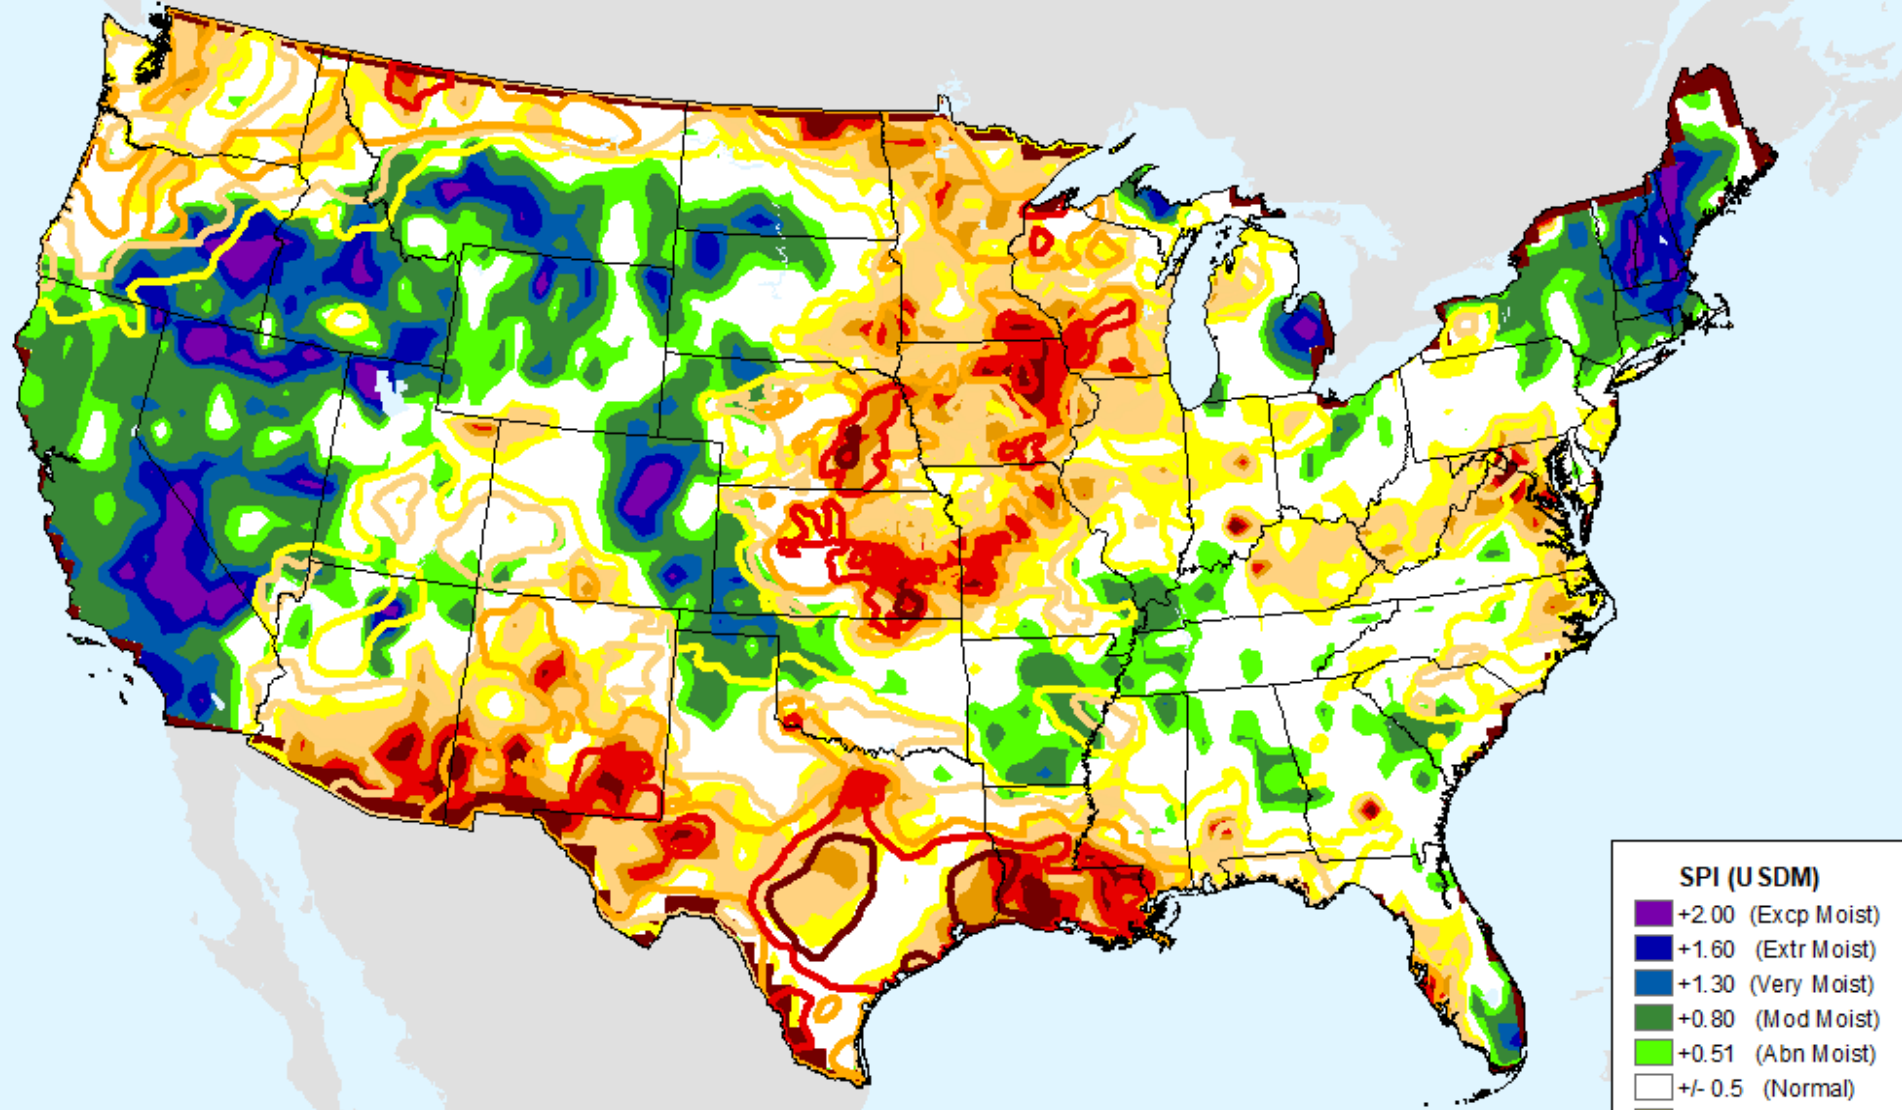 SPI (USDM)
+2.00 (Excp Moist)
+1.60 (Extr Moist)
+1.30 (Very Moist)
+0.80 (Mod Moist)
+0.51 (Abn Moist)
+/- 0.5 (Normal)